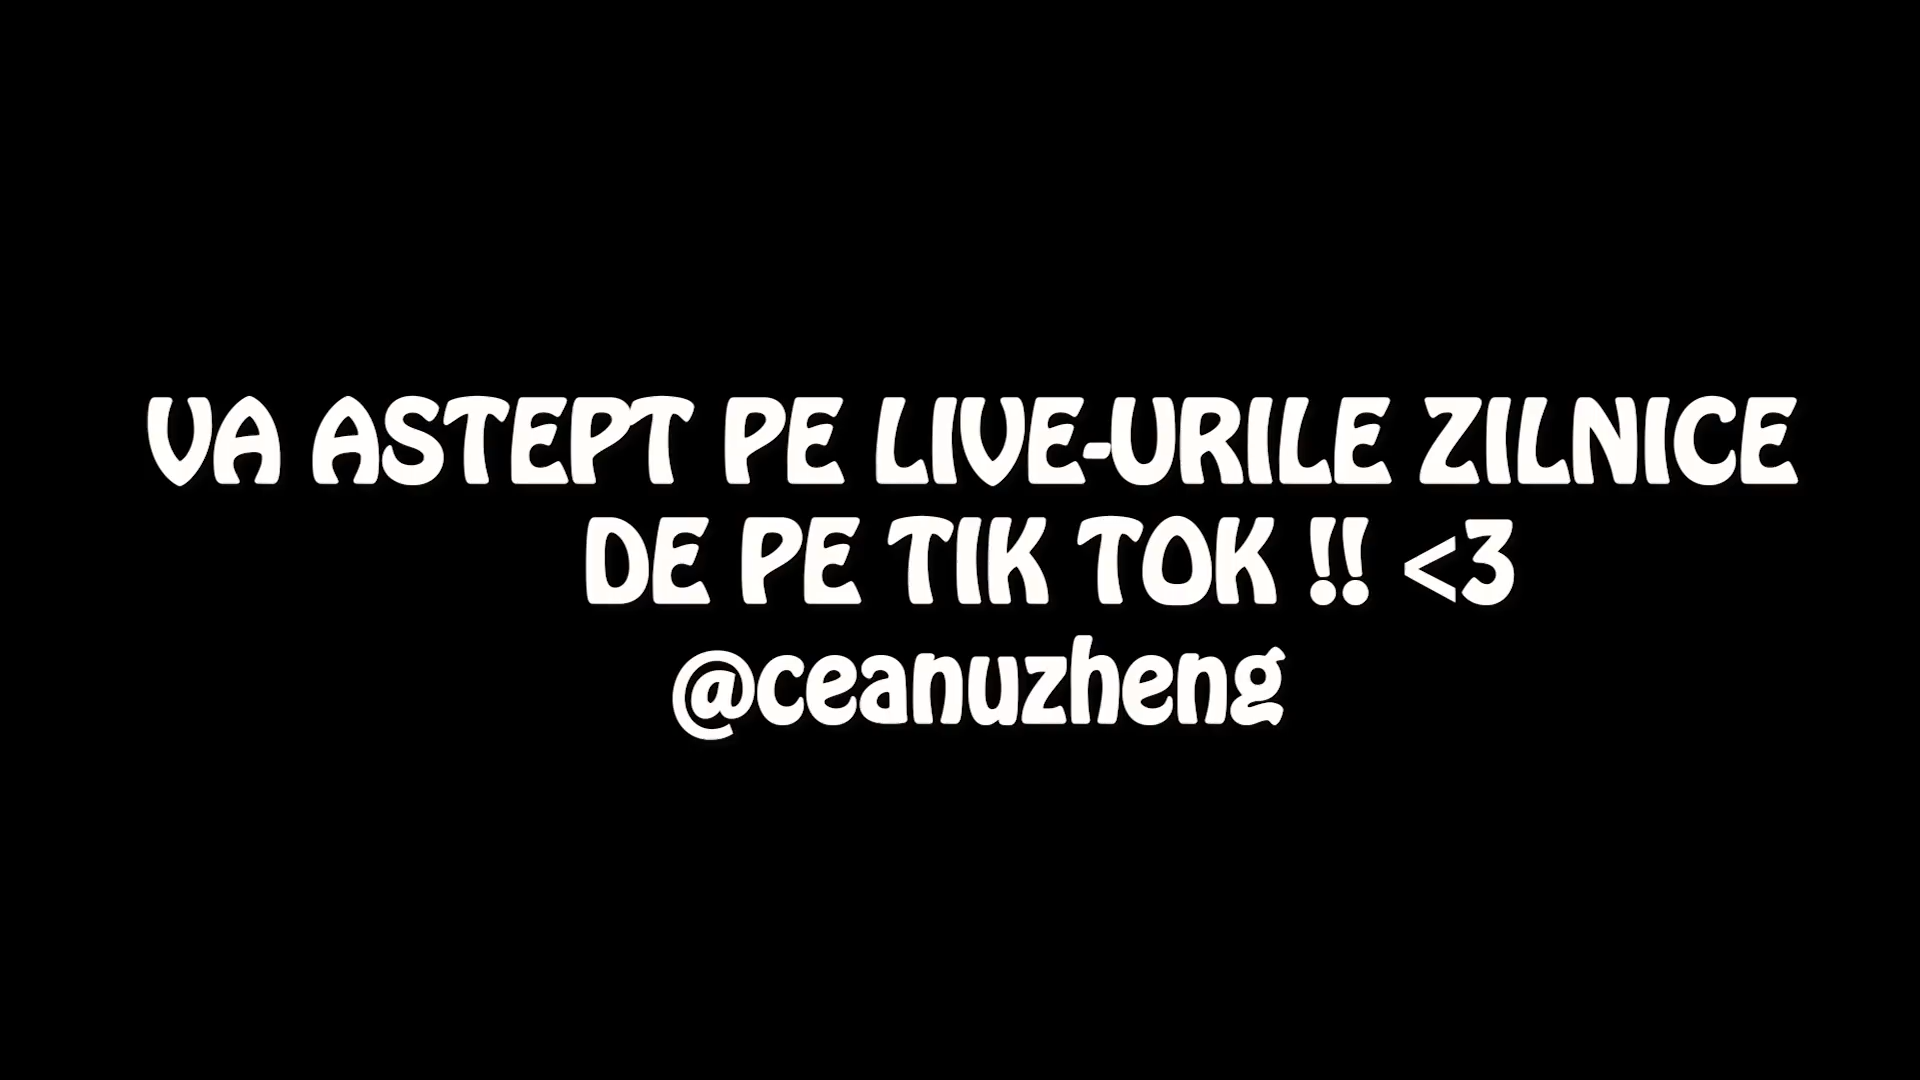 VA ASTEPT PE LIVE-URILE ZILNICE
DE PE TIK TOK !! <3
@ceanuzheng